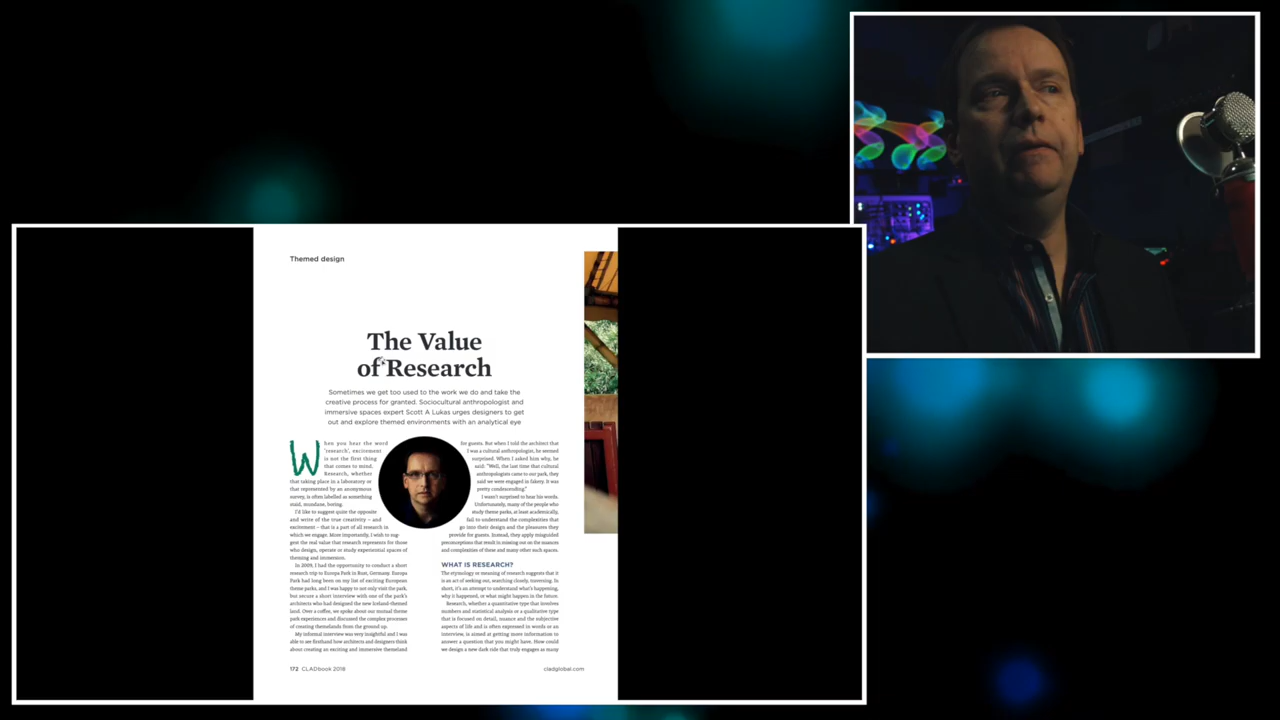 Themed design
The Value
of Research
Sometimes we get too used to the work we do and take the
creative process for granted. Sociocultural anthropologist and
immersive spaces expert Scott A Lukas urges designers to get
out and explore themed environments with an analytical eye
When you hear the word
'research', excitement
is not the first thing
that comes to mind.
Research, whether
that taking place in a laboratory or
that represented by an anonymous
survey, is often labelled as something
staid, mundane, boring.
I'd like to suggest quite the opposite
and write of the true creativity – and
excitement – that is a part of all research in
which we engage. More importantly, I wish to sug-
gest the real value that research represents for those
who design, operate or study experiential spaces of
theming and immersion.
In 2009, I had the opportunity to conduct a short
research trip to Europa Park in Rust, Germany. Europa
Park had long been on my list of exciting European
theme parks, and I was happy to not only visit the park,
but secure a short interview with one of the park's
architects who had designed the new Iceland-themed
land. Over a coffee, we spoke about our mutual theme
park experiences and discussed the complex processes
of creating themelands from the ground up.
My informal interview was very insightful and I was
able to see firsthand how architects and designers think
about creating an exciting and immersive themeland
for guests. But when I told the architect that
I was a cultural anthropologist, he seemed
surprised. When I asked him why, he
said: "Well, the last time that cultural
anthropologists came to our park, they
said we were engaged in fakery. It was
pretty condescending."
I wasn't surprised to hear his words.
Unfortunately, many of the people who
study theme parks, at least academically,
fail to understand the complexities that
go into their design and the pleasures they
provide for guests. Instead, they apply misguided
preconceptions that result in missing out on the nuances
and complexities of these and many other such spaces.
WHAT IS RESEARCH?
The etymology or meaning of research suggests that it
is an act of seeking out, searching closely, traversing. In
short, it's an attempt to understand what's happening,
why it happened, or what might happen in the future.
Research, whether a quantitative type that involves
numbers and statistical analysis or a qualitative type
that is focused on detail, nuance and the subjective
aspects of life and is often expressed in words or an
interview, is aimed at getting more information to
answer a question that you might have. How could
we design a new dark ride that truly engages as many
172 CLADbook 2018
cladglobal.com